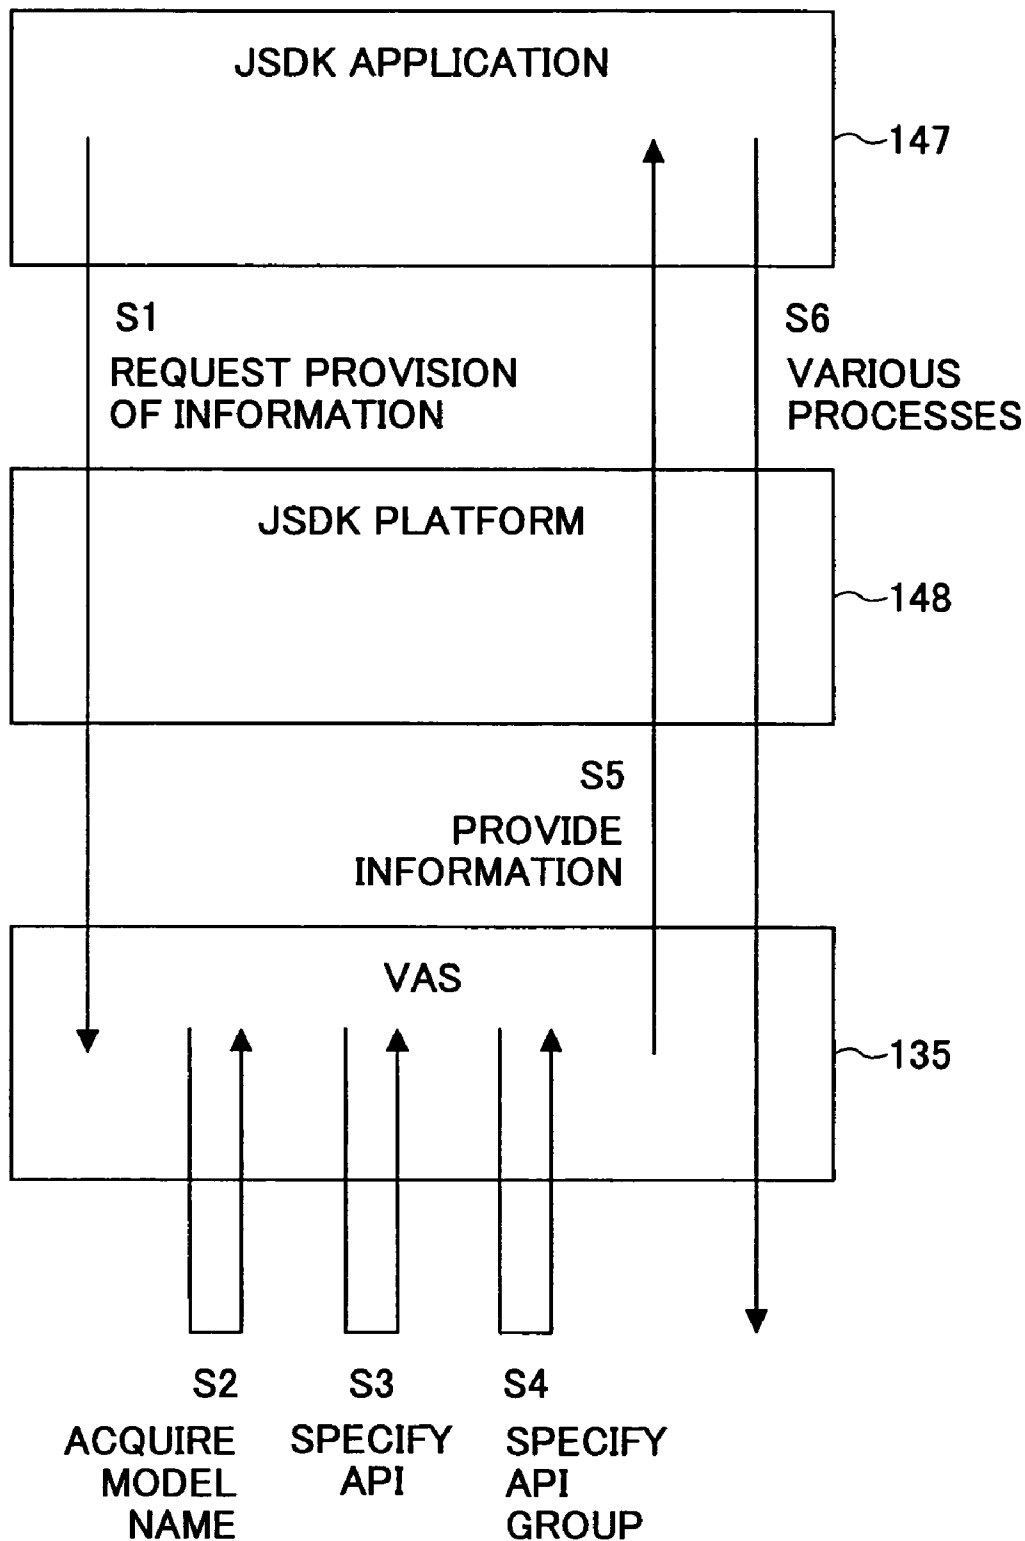 JSDK APPLICATION
147
S1
REQUEST PROVISION
OF INFORMATION
S6
VARIOUS
PROCESSES
JSDK PLATFORM
148
S5
PROVIDE
INFORMATION
VAS
135
S2
ACQUIRE
MODEL
NAME
S3
SPECIFY
API
S4
SPECIFY
API
GROUP